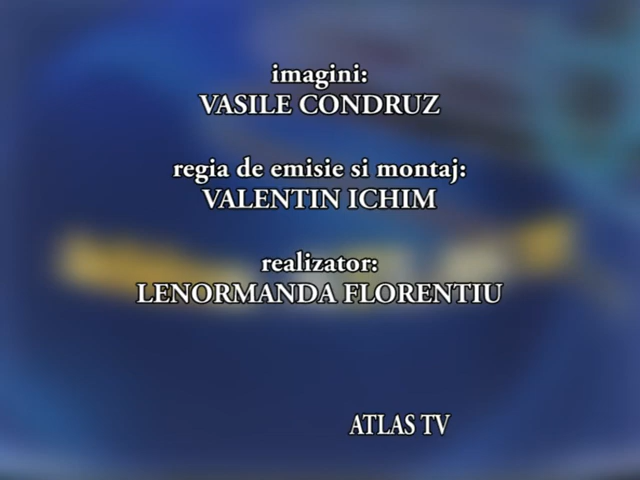 imagini:
VASILE CONDRUZ
regia de emisie si montaj:
VALENTIN ICHIM
realizator:
LENORMANDA FLORENTIU
ATLAS TV